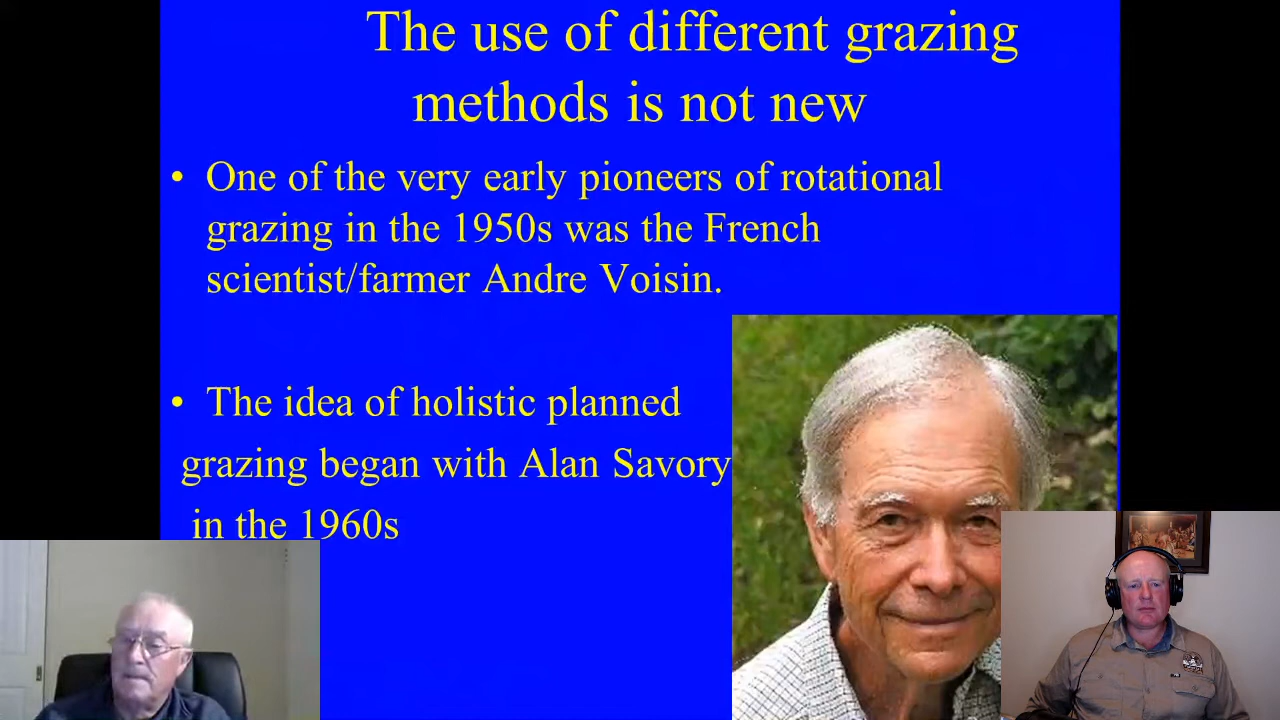 The use of different grazing
methods is not new
• One of the very early pioneers of rotational
grazing in the 1950s was the French
scientist/farmer Andre Voisin.
• The idea of holistic planned
grazing began with Alan Savory
in the 1960s